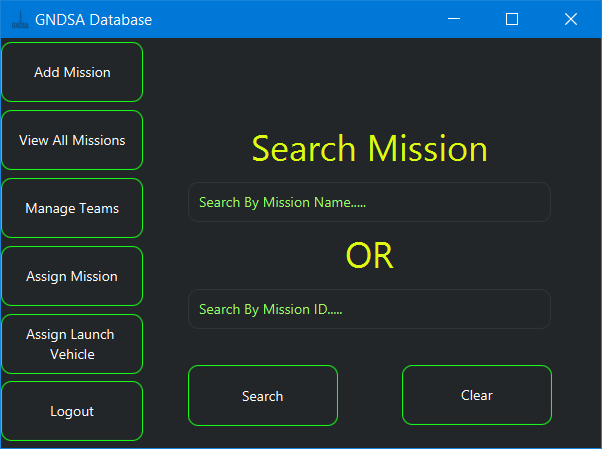 GNDSA Database
Add Mission
View All Missions
Manage Teams
Assign Mission
Assign Launch
Vehicle
Logout
Search Mission
Search By Mission Name.....
OR
Search By Mission ID.....
Search
Clear